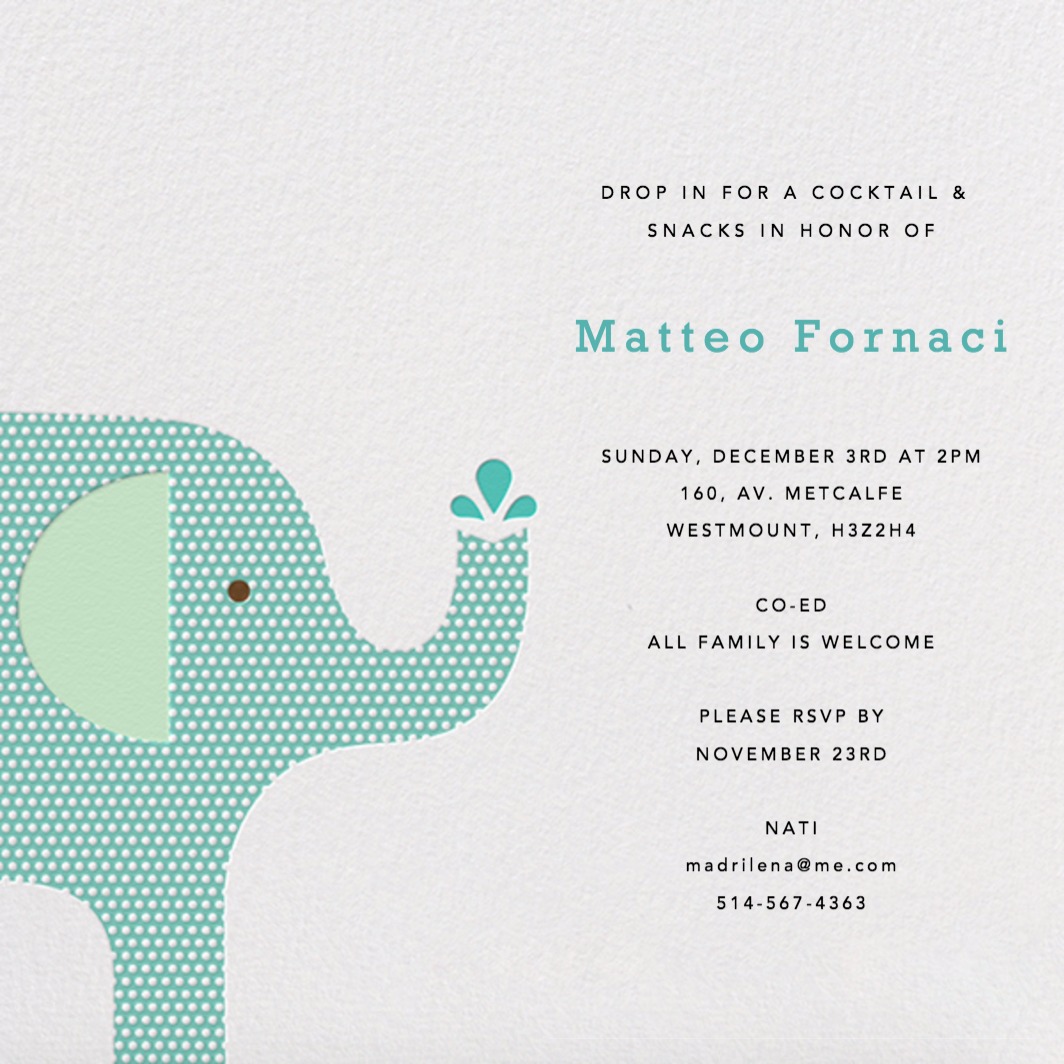 DROP IN FOR A COCKTAIL &
SNACKS IN HONOR OF
Matteo Fornaci
SUNDAY, DECEMBER 3RD AT 2PM
160, AV. METCALFE
WESTMOUNT, H3Z2H4
CO-ED
ALL FAMILY IS WELCOME
PLEASE RSVP BY
NOVEMBER 23RD
NATI
madrilena@me.com
514-567-4363